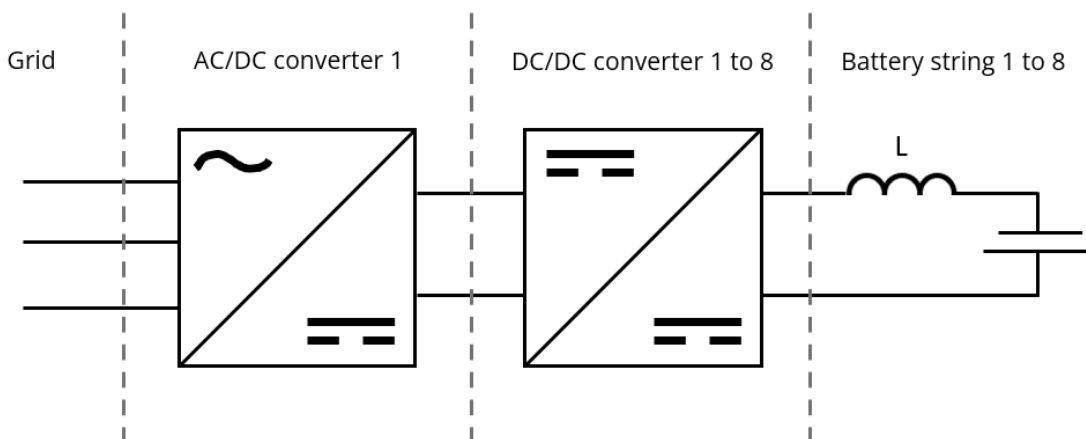 Grid
AC/DC converter 1
DC/DC converter 1 to 8
Battery string 1 to 8
L